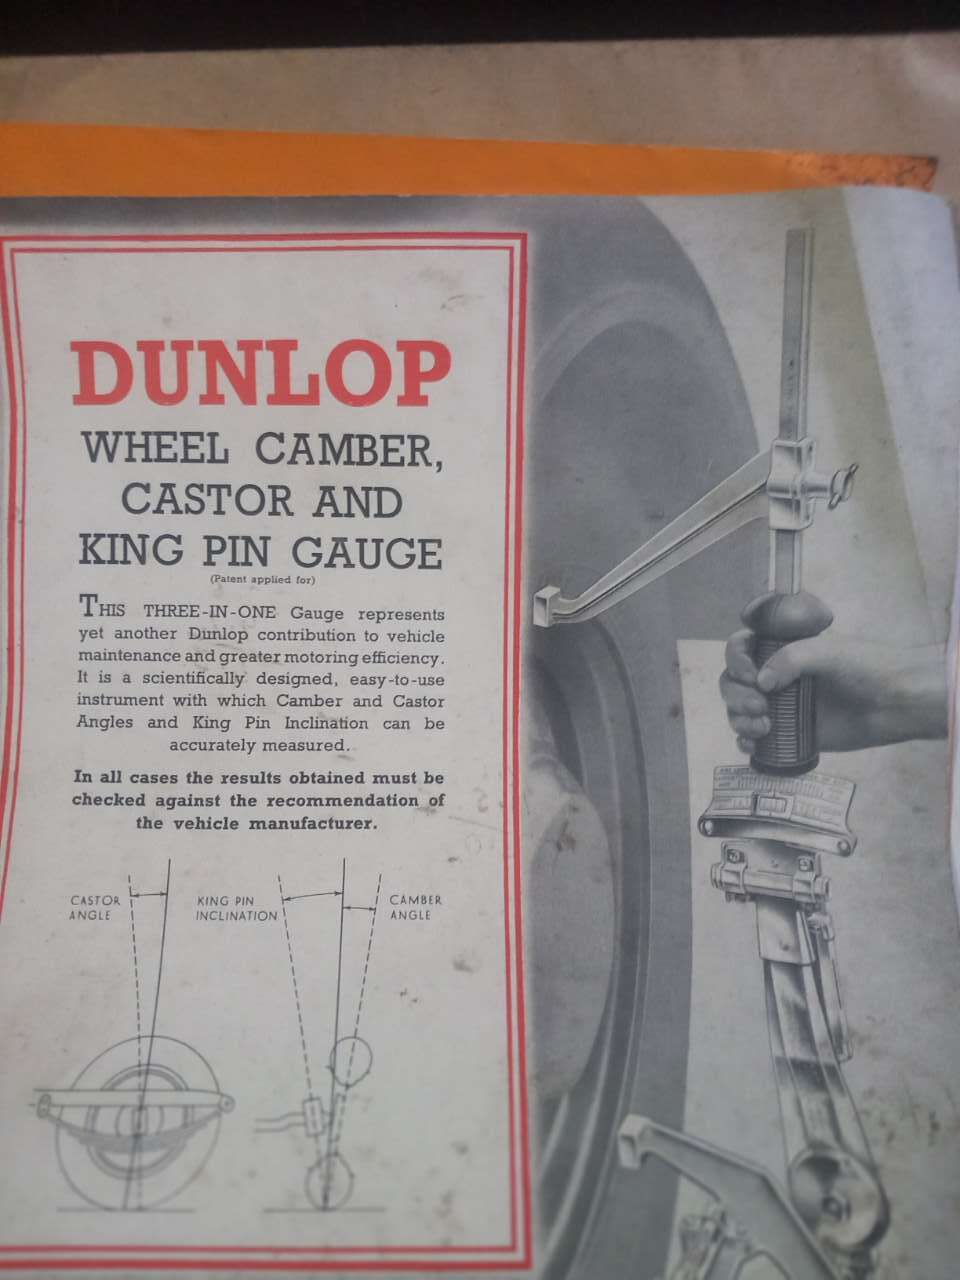 DUNLOP
WHEEL CAMBER,
CASTOR AND
KING PIN GAUGE
(Patent applied for)
THIS THREE-IN-ONE Gauge represents
yet another Dunlop contribution to vehicle
maintenance and greater motoring efficiency.
It is a scientifically designed, easy-to-use
instrument with which Camber and Castor
Angles and King Pin Inclination can be
accurately measured.
In all cases the results obtained must be
checked against the recommendation of
the vehicle manufacturer.
CASTOR
ANGLE
KING PIN
INCLINATION
CAMBER
ANGLE